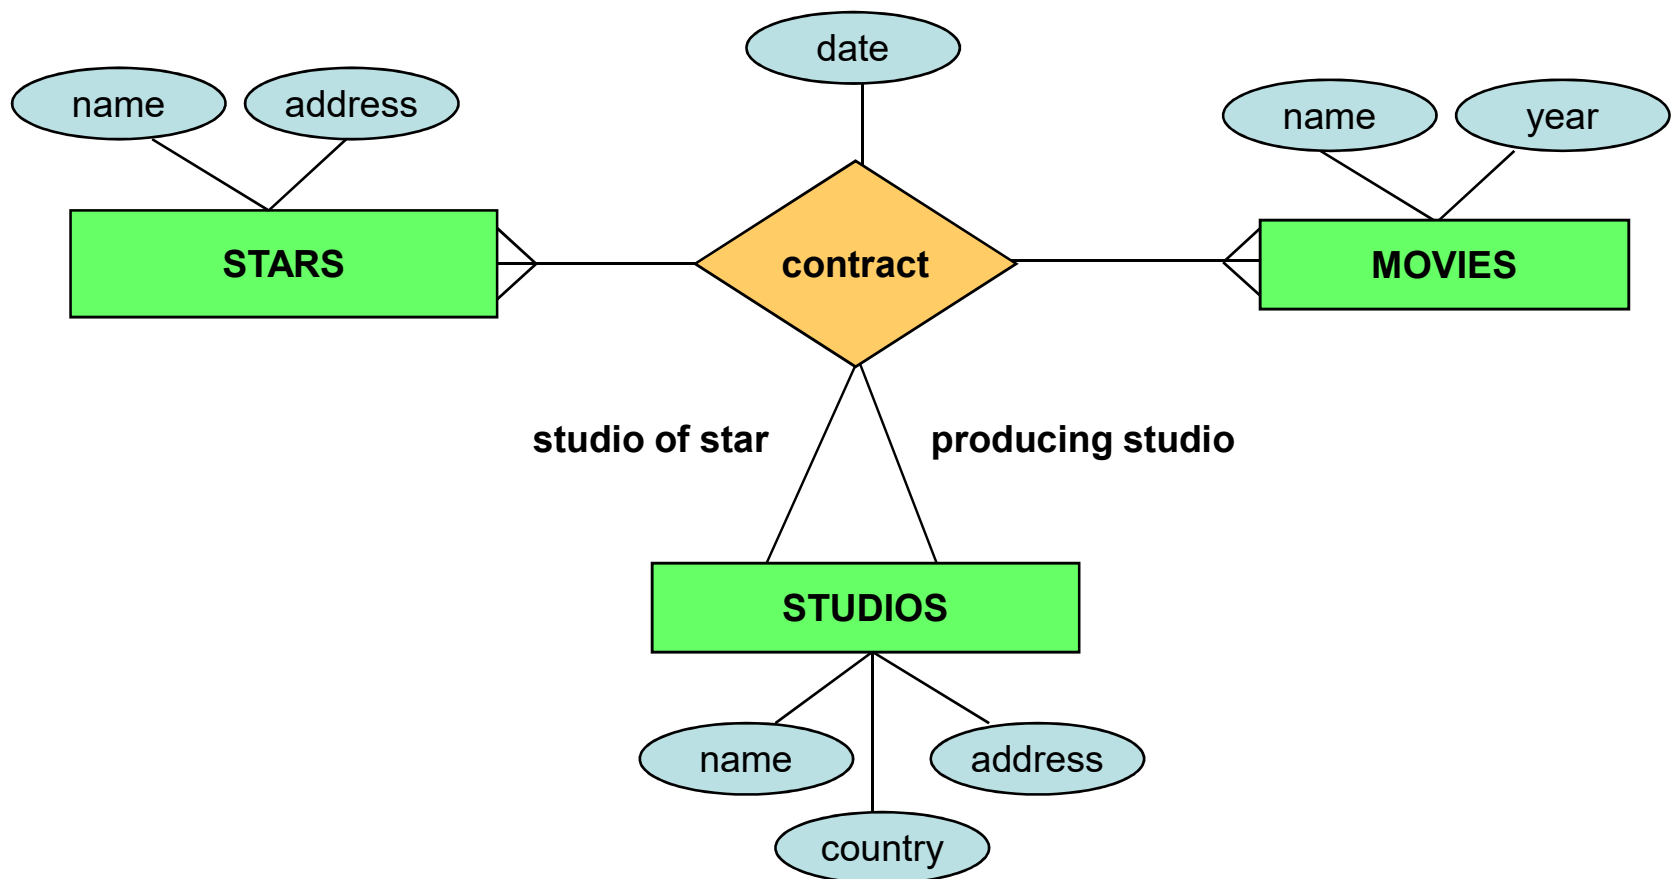 date
name address
name year
STARS
contract
MOVIES
studio of star
producing studio
STUDIOS
name
address
country